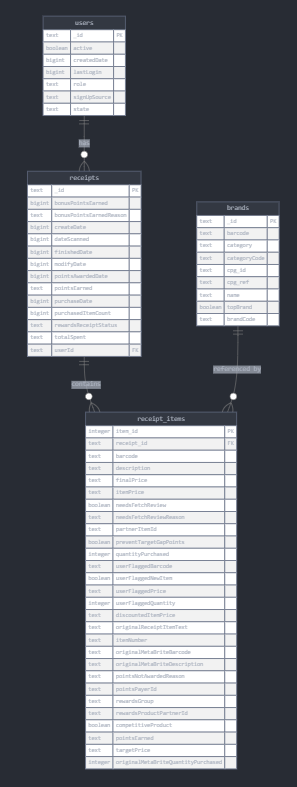 users
text _id PK
boolean active
bigint createdDate
bigint lastLogin
text role
text signUpSource
text state
has
receipts
text _id PK
bigint bonusPointsEarned
text bonusPointsEarnedReason
bigint createDate
bigint dateScanned
bigint finishedDate
bigint modifyDate
bigint pointsAwardedDate
text pointsEarned
bigint purchaseDate
bigint purchasedItemCount
text rewardsReceiptStatus
text totalSpent
text userId FK
brands
text _id PK
text barcode
text category
text categoryCode
text cpg_id
text cpg_ref
text name
boolean topBrand
text brandCode
contains
referenced by
receipt_items
integer item_id PK
text receipt_id FK
text barcode
text description
text finalPrice
text itemPrice
boolean needsFetchReview
text needsFetchReviewReason
text partnerItemId
boolean preventTargetGapPoints
integer quantityPurchased
text userFlaggedBarcode
boolean userFlaggedNewItem
text userFlaggedPrice
integer userFlaggedQuantity
text discountedItemPrice
text originalReceiptItemText
text itemNumber
text originalMetaBriteBarcode
text originalMetaBriteDescription
text pointsNotAwardedReason
text pointsPayerId
text rewardsGroup
text rewardsProductPartnerId
boolean competitiveProduct
text pointsEarned
text targetPrice
integer originalMetaBriteQuantityPurchased